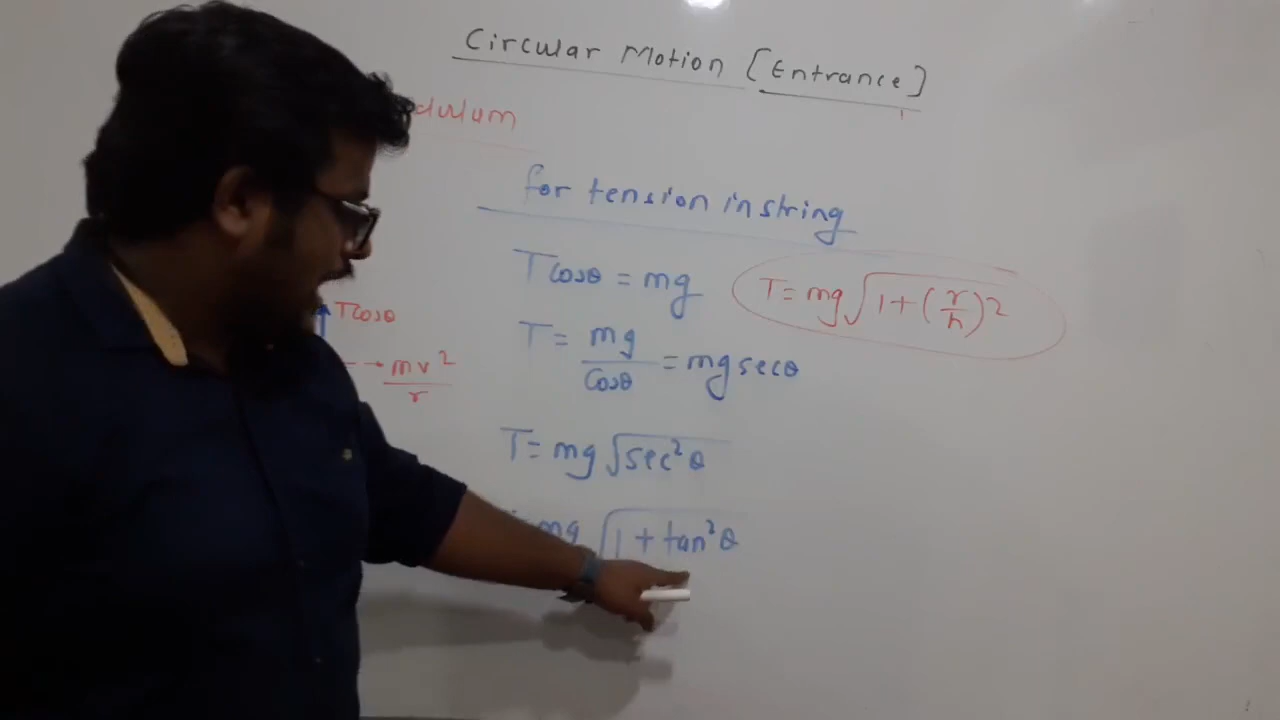 Circular Motion [Entrance]
dulum
for tension in string
Tcosθ = mg
T = mg√1+(r/h)²
Tcosθ
T = mg/cosθ = mg secθ
mv²/r
T = mg√sec²θ
mg√1 + tan²θ